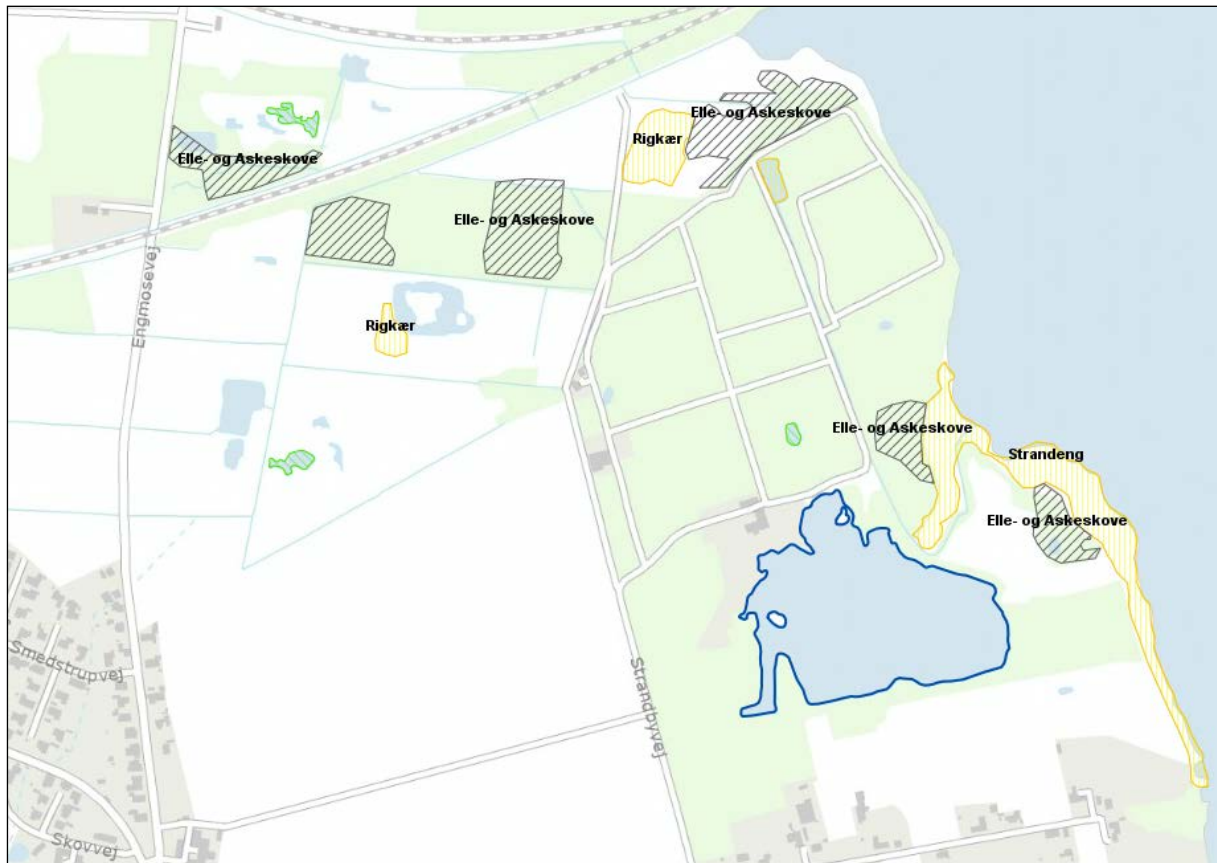 Elle- og Askeskove
Rigkær
Elle- og Askeskove
Elle- og Askeskove
Engmosevej
Rigkær
Elle- og Askeskove
Strandeng
Elle- og Askeskove
Smedstrupvej
Strandbyvej
Skovvej